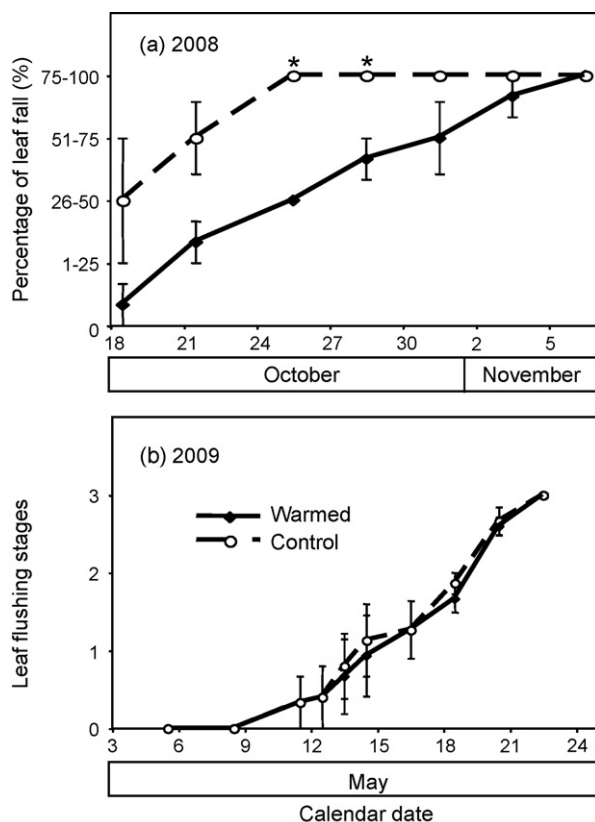 (a) 2008
Percentage of leaf fall (%)
75-100
51-75
26-50
1-25
0
* *
18 21 24 27 30 2 5
October November
(b) 2009
Leaf flushing stages
3
2
1
0
Warmed
Control
3 6 9 12 15 18 21 24
May
Calendar date